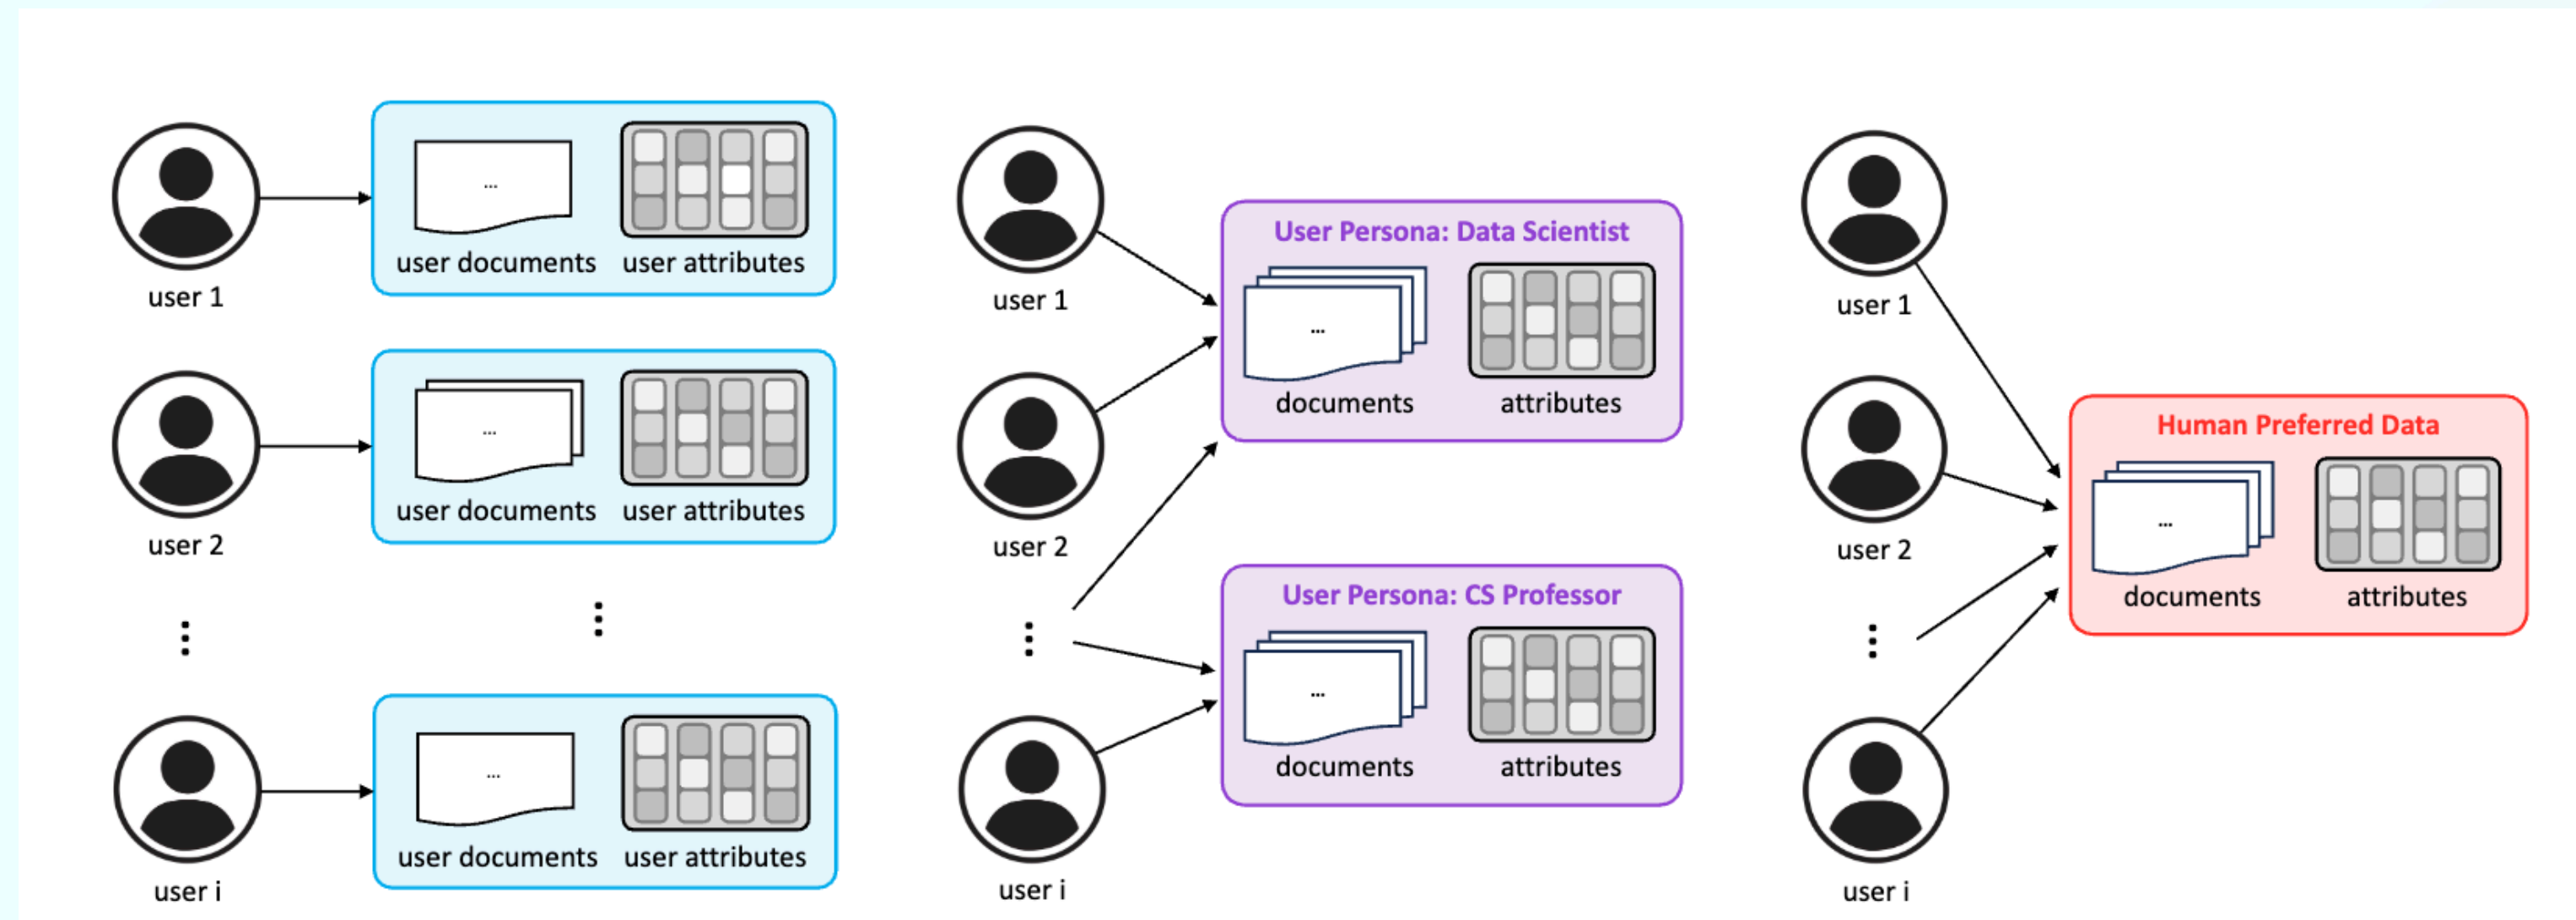 ...
user documents
user attributes
user 1
...
user documents
user attributes
user 2
...
user documents
user attributes
user i
user 1
User Persona: Data Scientist
...
documents
attributes
user 2
User Persona: CS Professor
...
documents
attributes
user i
user 1
Human Preferred Data
...
documents
attributes
user 2
user i